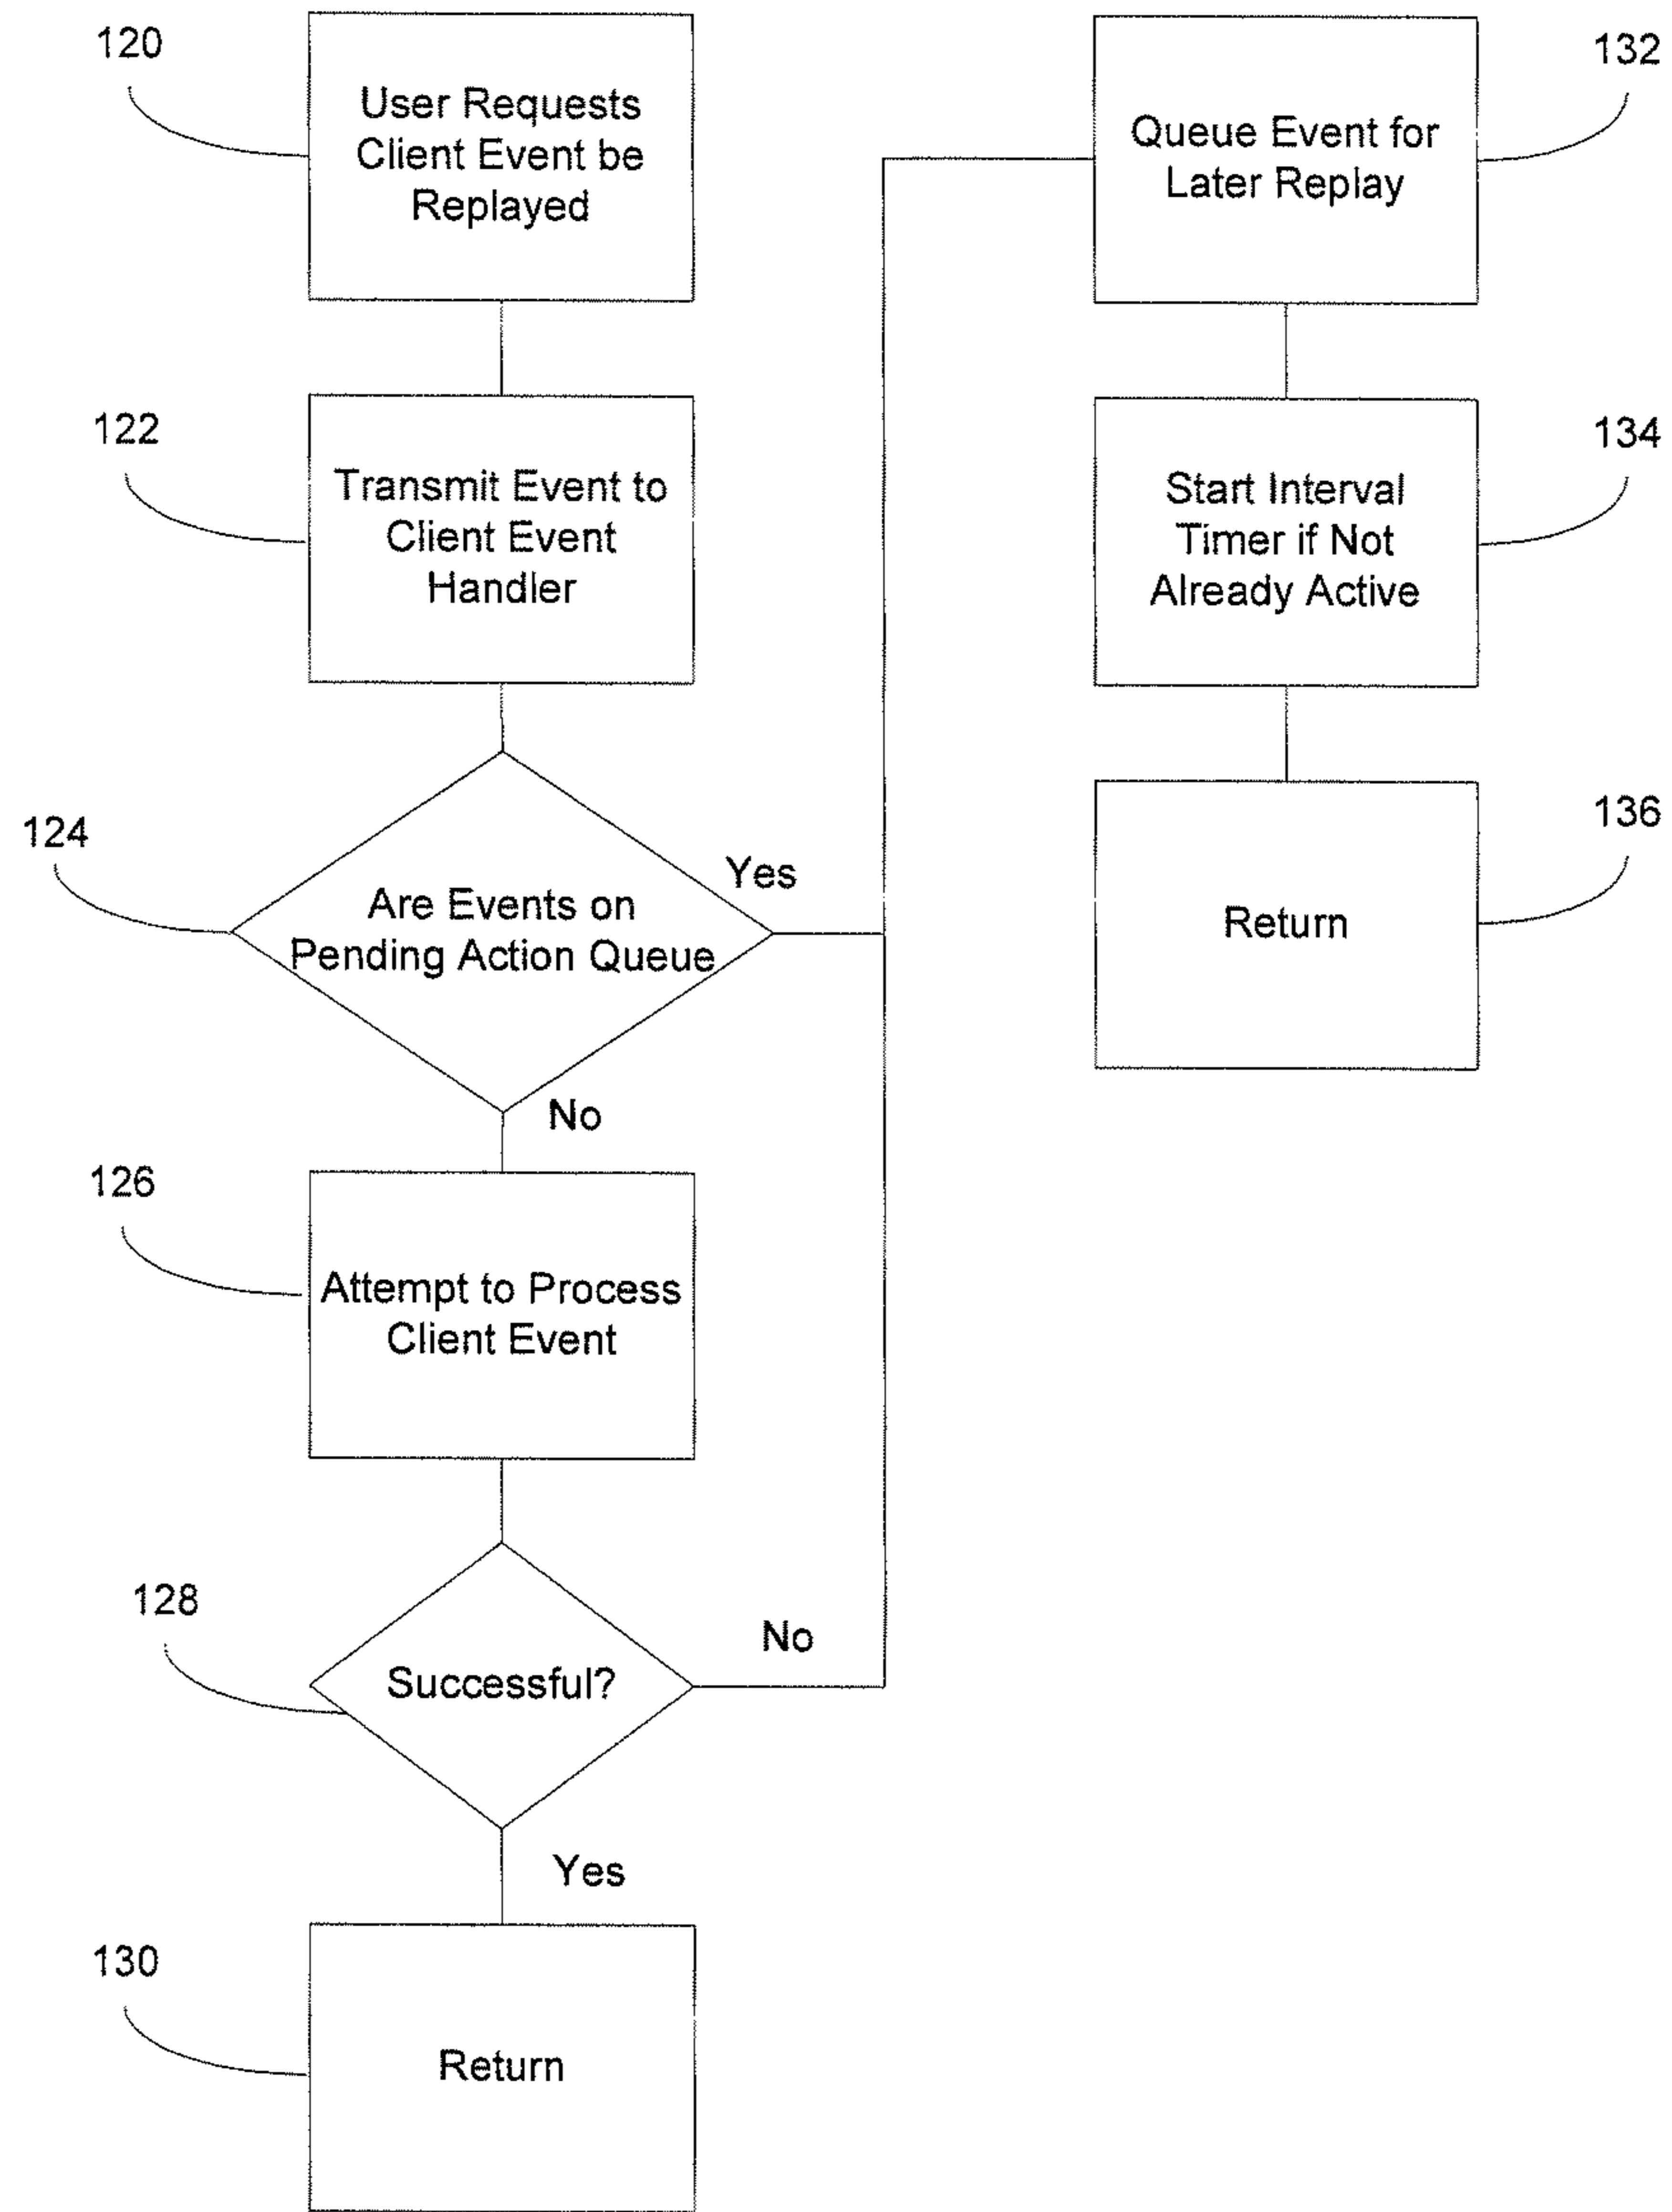 120
User Requests
Client Event be
Replayed
122
Transmit Event to
Client Event
Handler
124
Are Events on
Pending Action Queue
Yes
No
126
Attempt to Process
Client Event
128
Successful?
No
Yes
130
Return
132
Queue Event for
Later Replay
134
Start Interval
Timer if Not
Already Active
136
Return